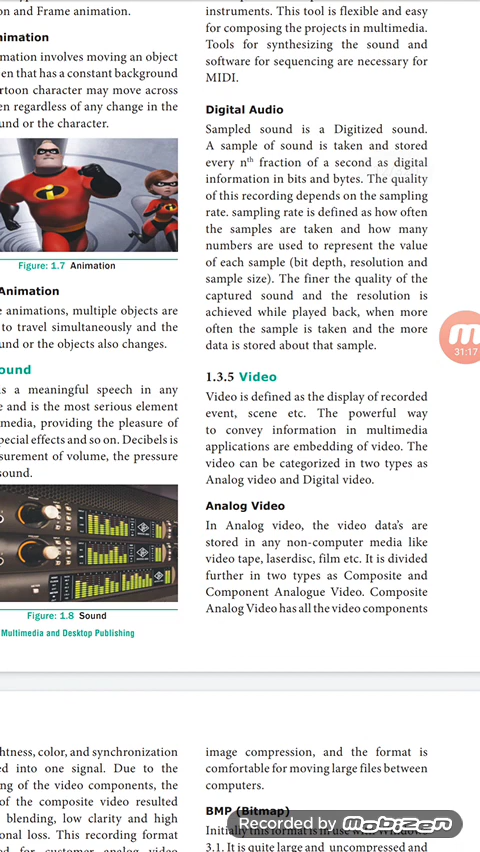 on and Frame animation.
nimation
mation involves moving an object
en that has a constant background
rtoon character may move across
en regardless of any change in the
und or the character.
Figure: 1.7 Animation
Animation
e animations, multiple objects are
to travel simultaneously and the
und or the objects also changes.
ound
is a meaningful speech in any
e and is the most serious element
media, providing the pleasure of
pecial effects and so on. Decibels is
surement of volume, the pressure
sound.
Figure: 1.8 Sound
Multimedia and Desktop Publishing
instruments. This tool is flexible and easy
for composing the projects in multimedia.
Tools for synthesizing the sound and
software for sequencing are necessary for
MIDI.
Digital Audio
Sampled sound is a Digitized sound.
A sample of sound is taken and stored
every nth fraction of a second as digital
information in bits and bytes. The quality
of this recording depends on the sampling
rate. sampling rate is defined as how often
the samples are taken and how many
numbers are used to represent the value
of each sample (bit depth, resolution and
sample size). The finer the quality of the
captured sound and the resolution is
achieved while played back, when more
often the sample is taken and the more
data is stored about that sample.
1.3.5 Video
Video is defined as the display of recorded
event, scene etc. The powerful way
to convey information in multimedia
applications are embedding of video. The
video can be categorized in two types as
Analog video and Digital video.
Analog Video
In Analog video, the video data's are
stored in any non-computer media like
video tape, laserdisc, film etc. It is divided
further in two types as Composite and
Component Analogue Video. Composite
Analog Video has all the video components
31:17
htness, color, and synchronization
ed into one signal. Due to the
ng of the video components, the
of the composite video resulted
blending, low clarity and high
onal loss. This recording format
ed for customer analog video
image compression, and the format is
comfortable for moving large files between
computers.
BMP (Bitmap)
Initially this format is in use with Windows
3.1. It is quite large and uncompressed and
Recorded by mobizen